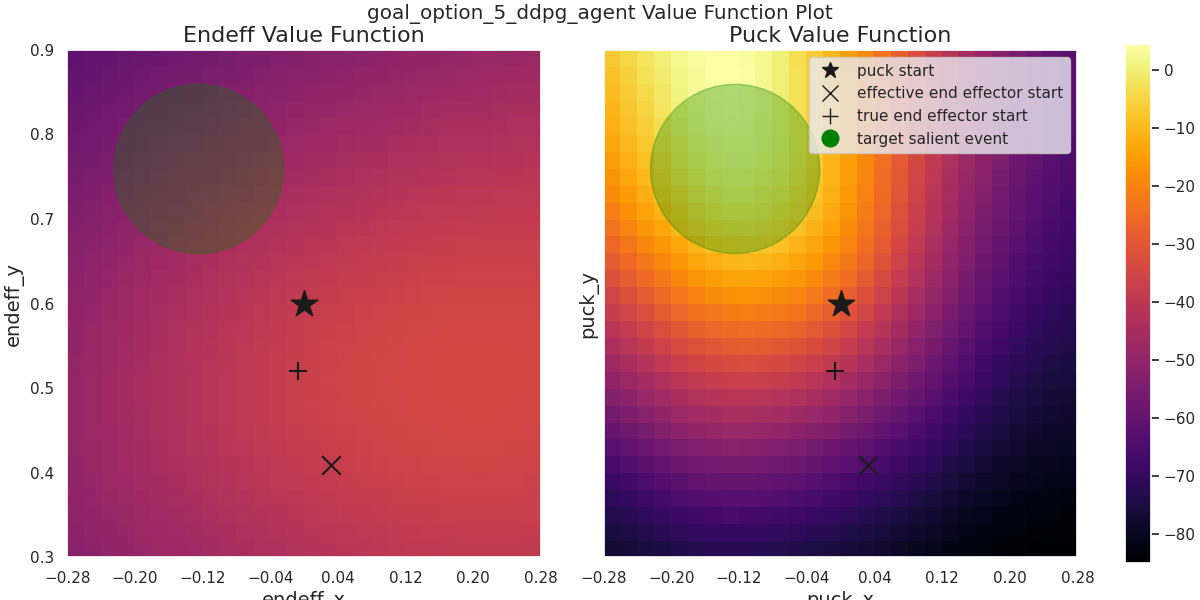 goal_option_5_ddpg_agent Value Function Plot
Endeff Value Function
Puck Value Function
puck start
effective end effector start
true end effector start
target salient event
0.9
0.8
0.7
0.6
0.5
0.4
0.3
endeff_y
puck_y
−0.28 −0.20 −0.12 −0.04 0.04 0.12 0.20 0.28
−0.28 −0.20 −0.12 −0.04 0.04 0.12 0.20 0.28
endeff_x
puck_x
0
−10
−20
−30
−40
−50
−60
−70
−80